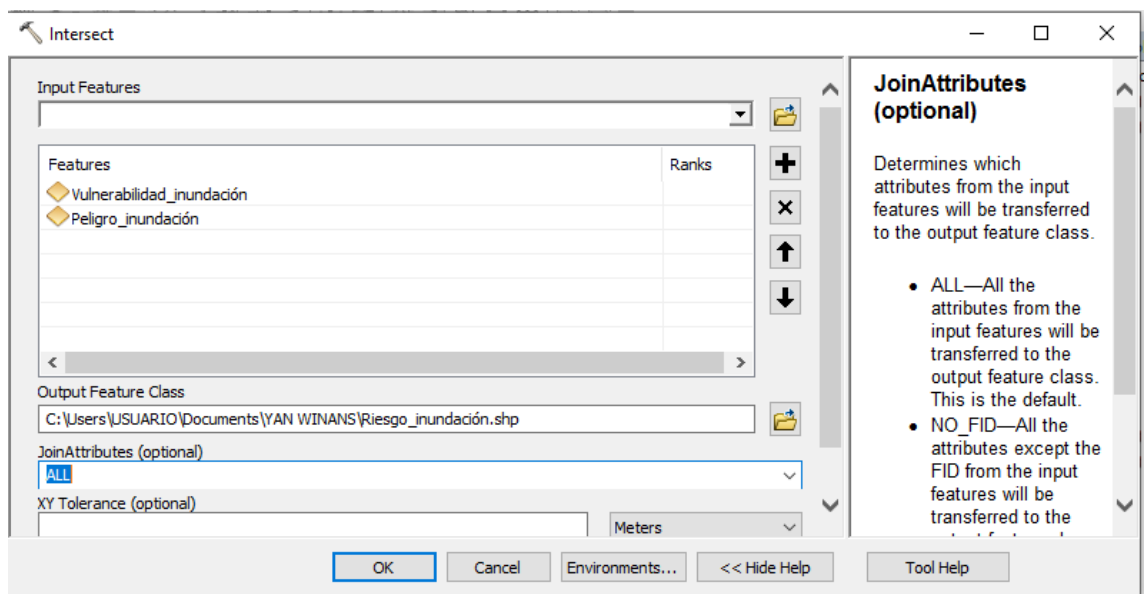 Intersect
Input Features
Features Ranks
Vulnerabilidad_inundación
Peligro_inundación
Output Feature Class
C:\Users\USUARIO\Documents\YAN WINANS\Riesgo_inundación.shp
JoinAttributes (optional)
ALL
XY Tolerance (optional)
Meters
JoinAttributes
(optional)
Determines which
attributes from the input
features will be transferred
to the output feature class.
• ALL—All the
attributes from the
input features will be
transferred to the
output feature class.
This is the default.
• NO_FID—All the
attributes except the
FID from the input
features will be
transferred to the
OK Cancel Environments... << Hide Help Tool Help